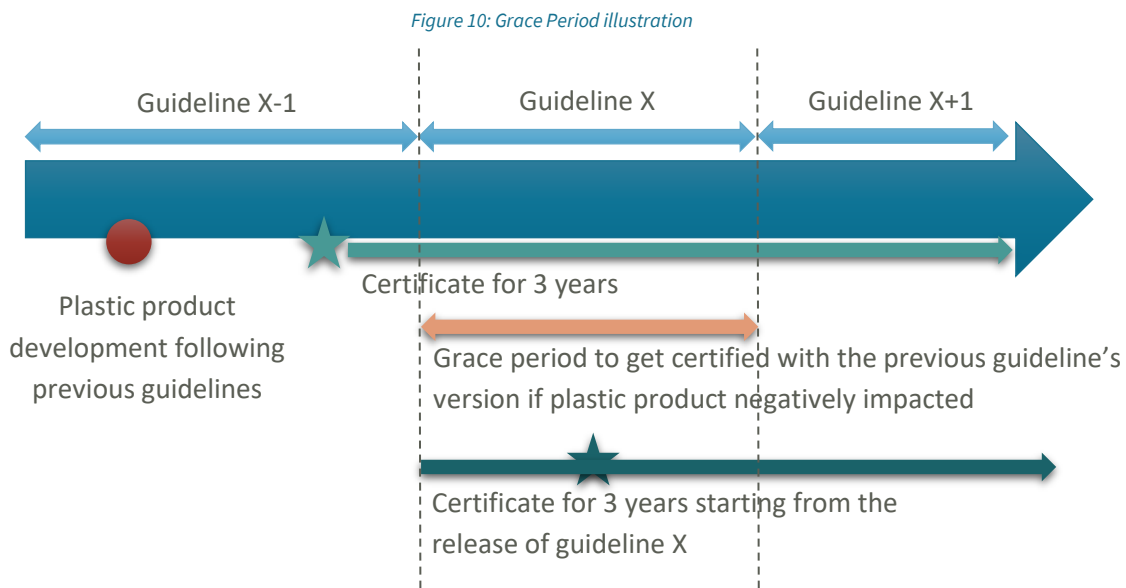 Figure 10: Grace Period illustration
Guideline X-1
Guideline X
Guideline X+1
Certificate for 3 years
Plastic product
development following
previous guidelines
Grace period to get certified with the previous guideline's
version if plastic product negatively impacted
Certificate for 3 years starting from the
release of guideline X